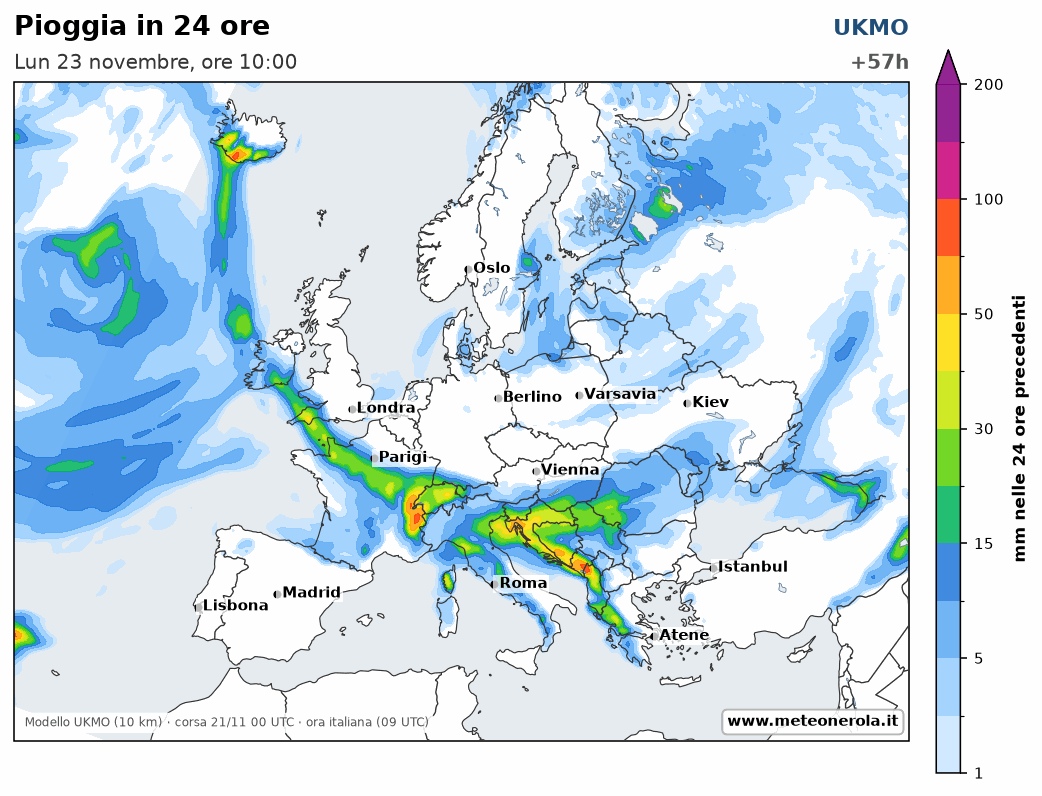 Pioggia in 24 ore
UKMO
Lun 23 novembre, ore 10:00
+57h
200
100
50
30
15
5
1
mm nelle 24 ore precedenti
Oslo
Londra
Berlino
Varsavia
Kiev
Parigi
Vienna
Istanbul
Roma
Madrid
Lisbona
Atene
Modello UKMO (10 km) · corsa 21/11 00 UTC · ora italiana (09 UTC)
www.meteonerola.it